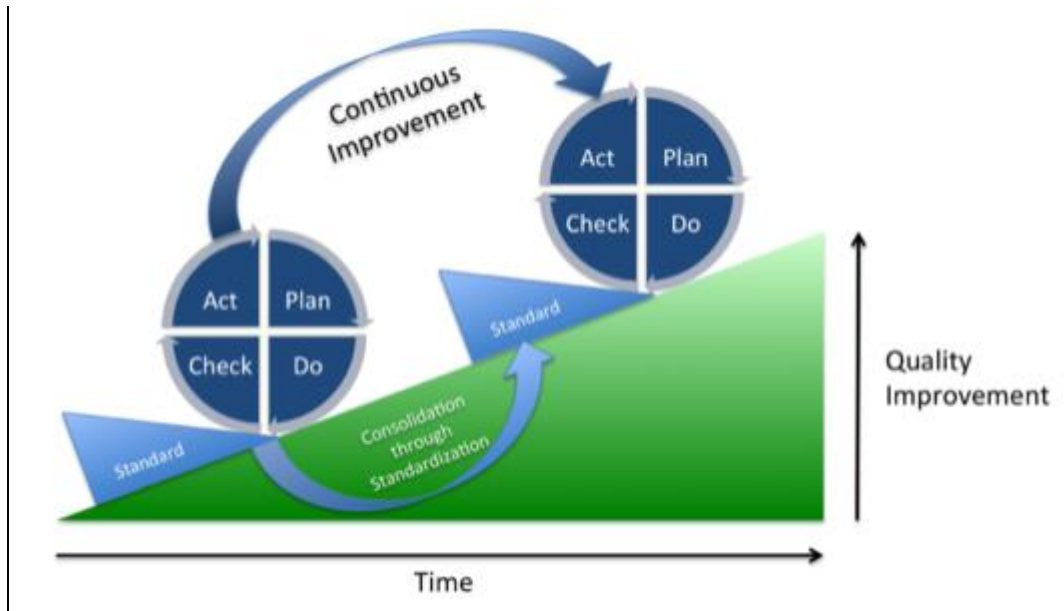 Continuous
Improvement
Act
Plan
Check
Do
Act
Plan
Check
Do
Standard
Standard
Consolidation
through
Standardization
Quality
Improvement
Time